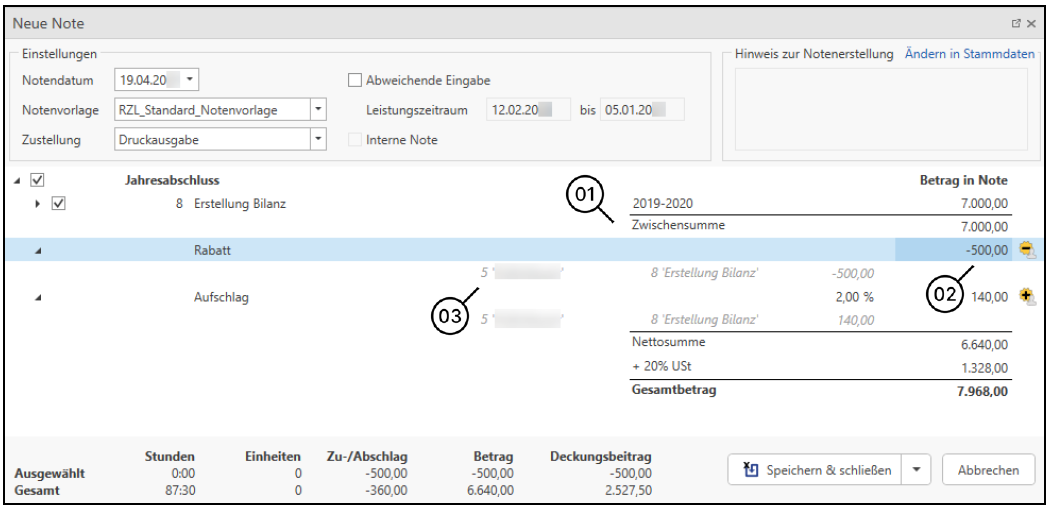 Neue Note
Einstellungen
Hinweis zur Notenerstellung Ändern in Stammdaten
Notendatum 19.04.20 Abweichende Eingabe
Notenvorlage RZL_Standard_Notenvorlage Leistungszeitraum 12.02.20 bis 05.01.20
Zustellung Druckausgabe Interne Note
Jahresabschluss Betrag in Note
01
8 Erstellung Bilanz 2019-2020 7.000,00
Zwischensumme 7.000,00
Rabatt -500,00
5 ' ' 8 'Erstellung Bilanz' -500,00
02
Aufschlag 2,00 % 140,00
03
5 ' ' 8 'Erstellung Bilanz' 140,00
Nettosumme 6.640,00
+ 20% USt 1.328,00
Gesamtbetrag 7.968,00
Stunden Einheiten Zu-/Abschlag Betrag Deckungsbeitrag
Ausgewählt 0:00 0 -500,00 -500,00 -500,00
Gesamt 87:30 0 -360,00 6.640,00 2.527,50
Speichern & schließen Abbrechen